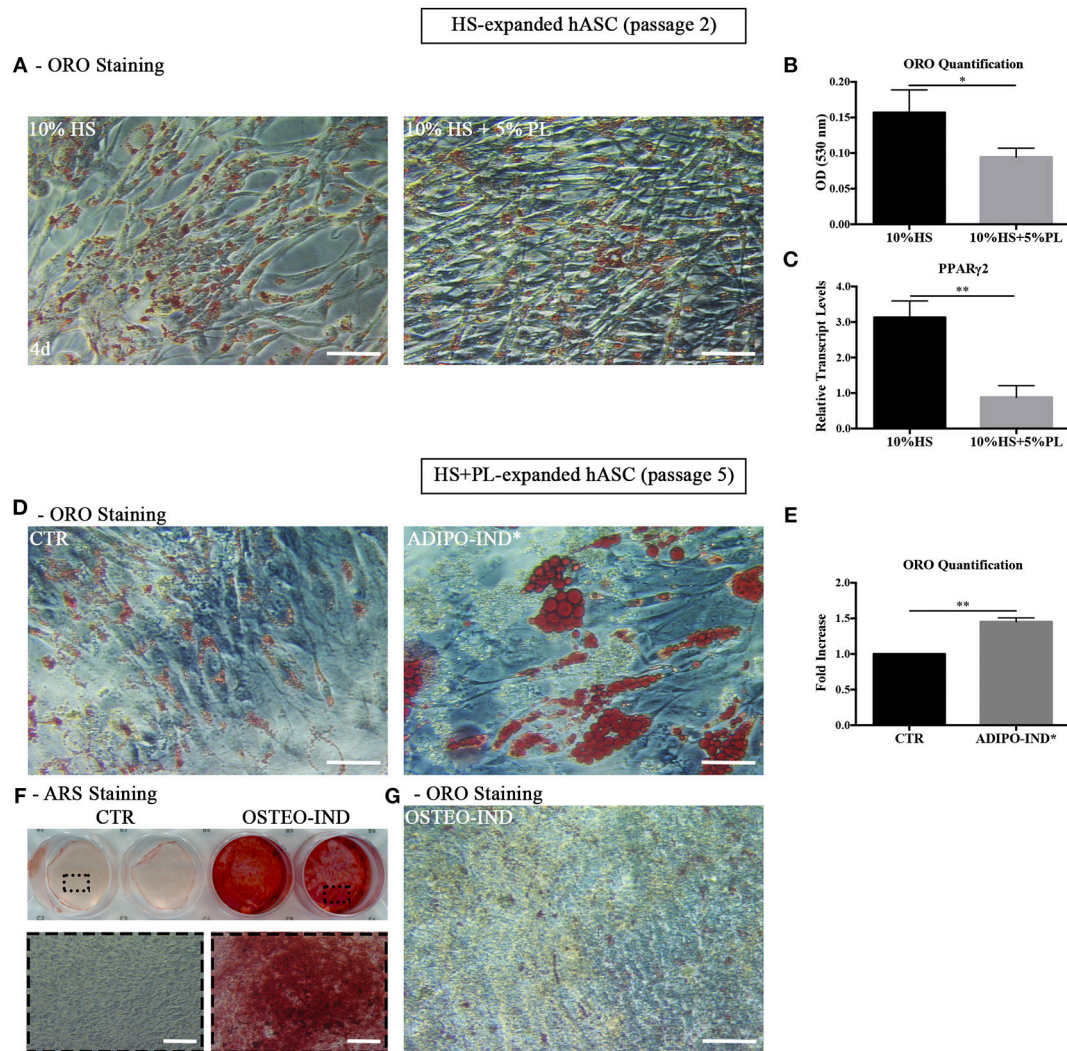 HS-expanded hASC (passage 2)
A - ORO Staining
10% HS
4d
10% HS + 5% PL
B
ORO Quantification
*
0.20
0.15
0.10
0.05
0.00
OD (530 nm)
10%HS
10%HS+5%PL
C
PPARγ2
**
4.0
3.0
2.0
1.0
0.0
Relative Transcript Levels
10%HS
10%HS+5%PL
HS+PL-expanded hASC (passage 5)
D - ORO Staining
CTR
ADIPO-IND*
E
ORO Quantification
**
2.0
1.5
1.0
0.5
0.0
Fold Increase
CTR
ADIPO-IND*
F - ARS Staining
CTR
OSTEO-IND
G - ORO Staining
OSTEO-IND